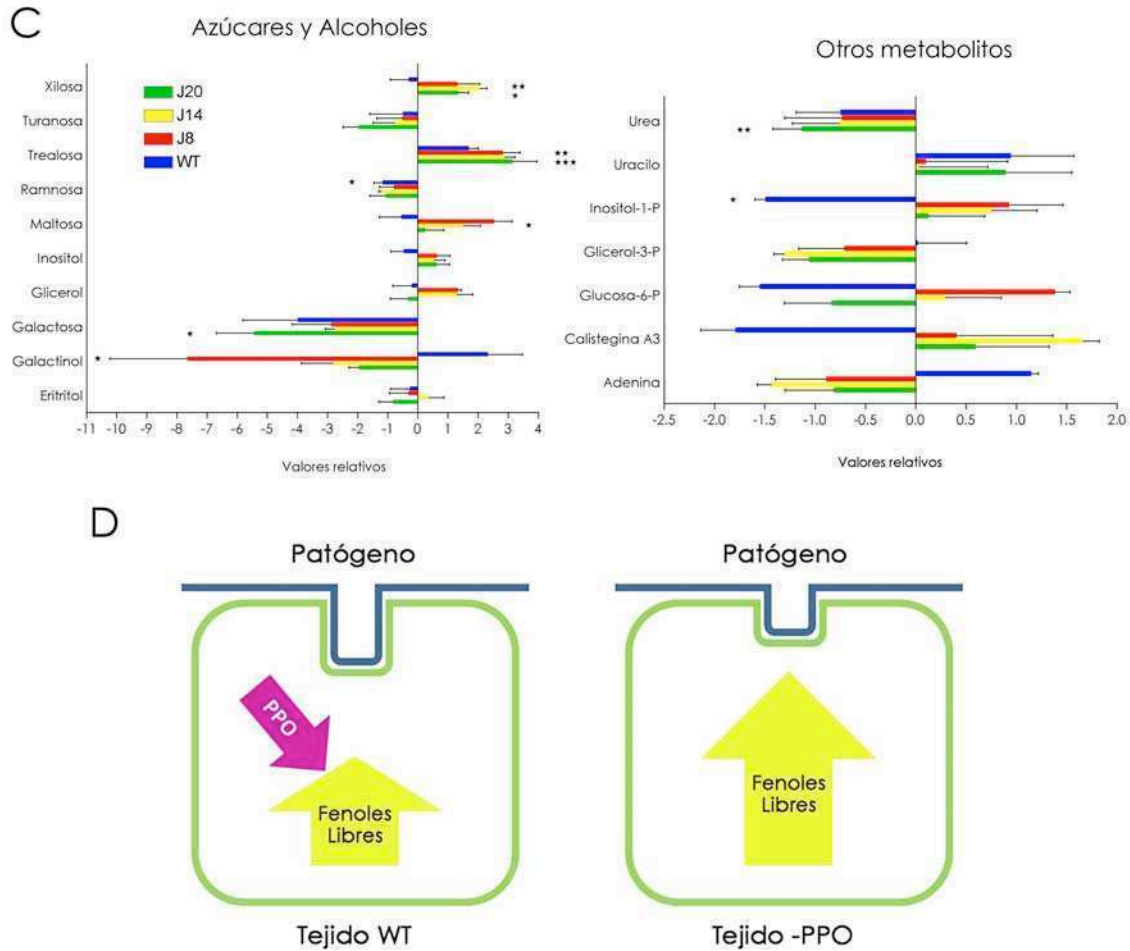 C
Azúcares y Alcoholes
Xilosa
Turanosa
Trealosa
Ramnosa
Maltosa
Inositol
Glicerol
Galactosa
Galactinol
Eritritol
J20
J14
J8
WT
**
*
**
***
*
*
*
*
-11 -10 -9 -8 -7 -6 -5 -4 -3 -2 -1 0 1 2 3 4
Valores relativos
Otros metabolitos
Urea
Uracilo
Inositol-1-P
Glicerol-3-P
Glucosa-6-P
Calistegina A3
Adenina
**
*
-2.5 -2.0 -1.5 -1.0 -0.5 0.0 0.5 1.0 1.5 2.0
Valores relativos
D
Patógeno
PPO
Fenoles
Libres
Tejido WT
Patógeno
Fenoles
Libres
Tejido -PPO